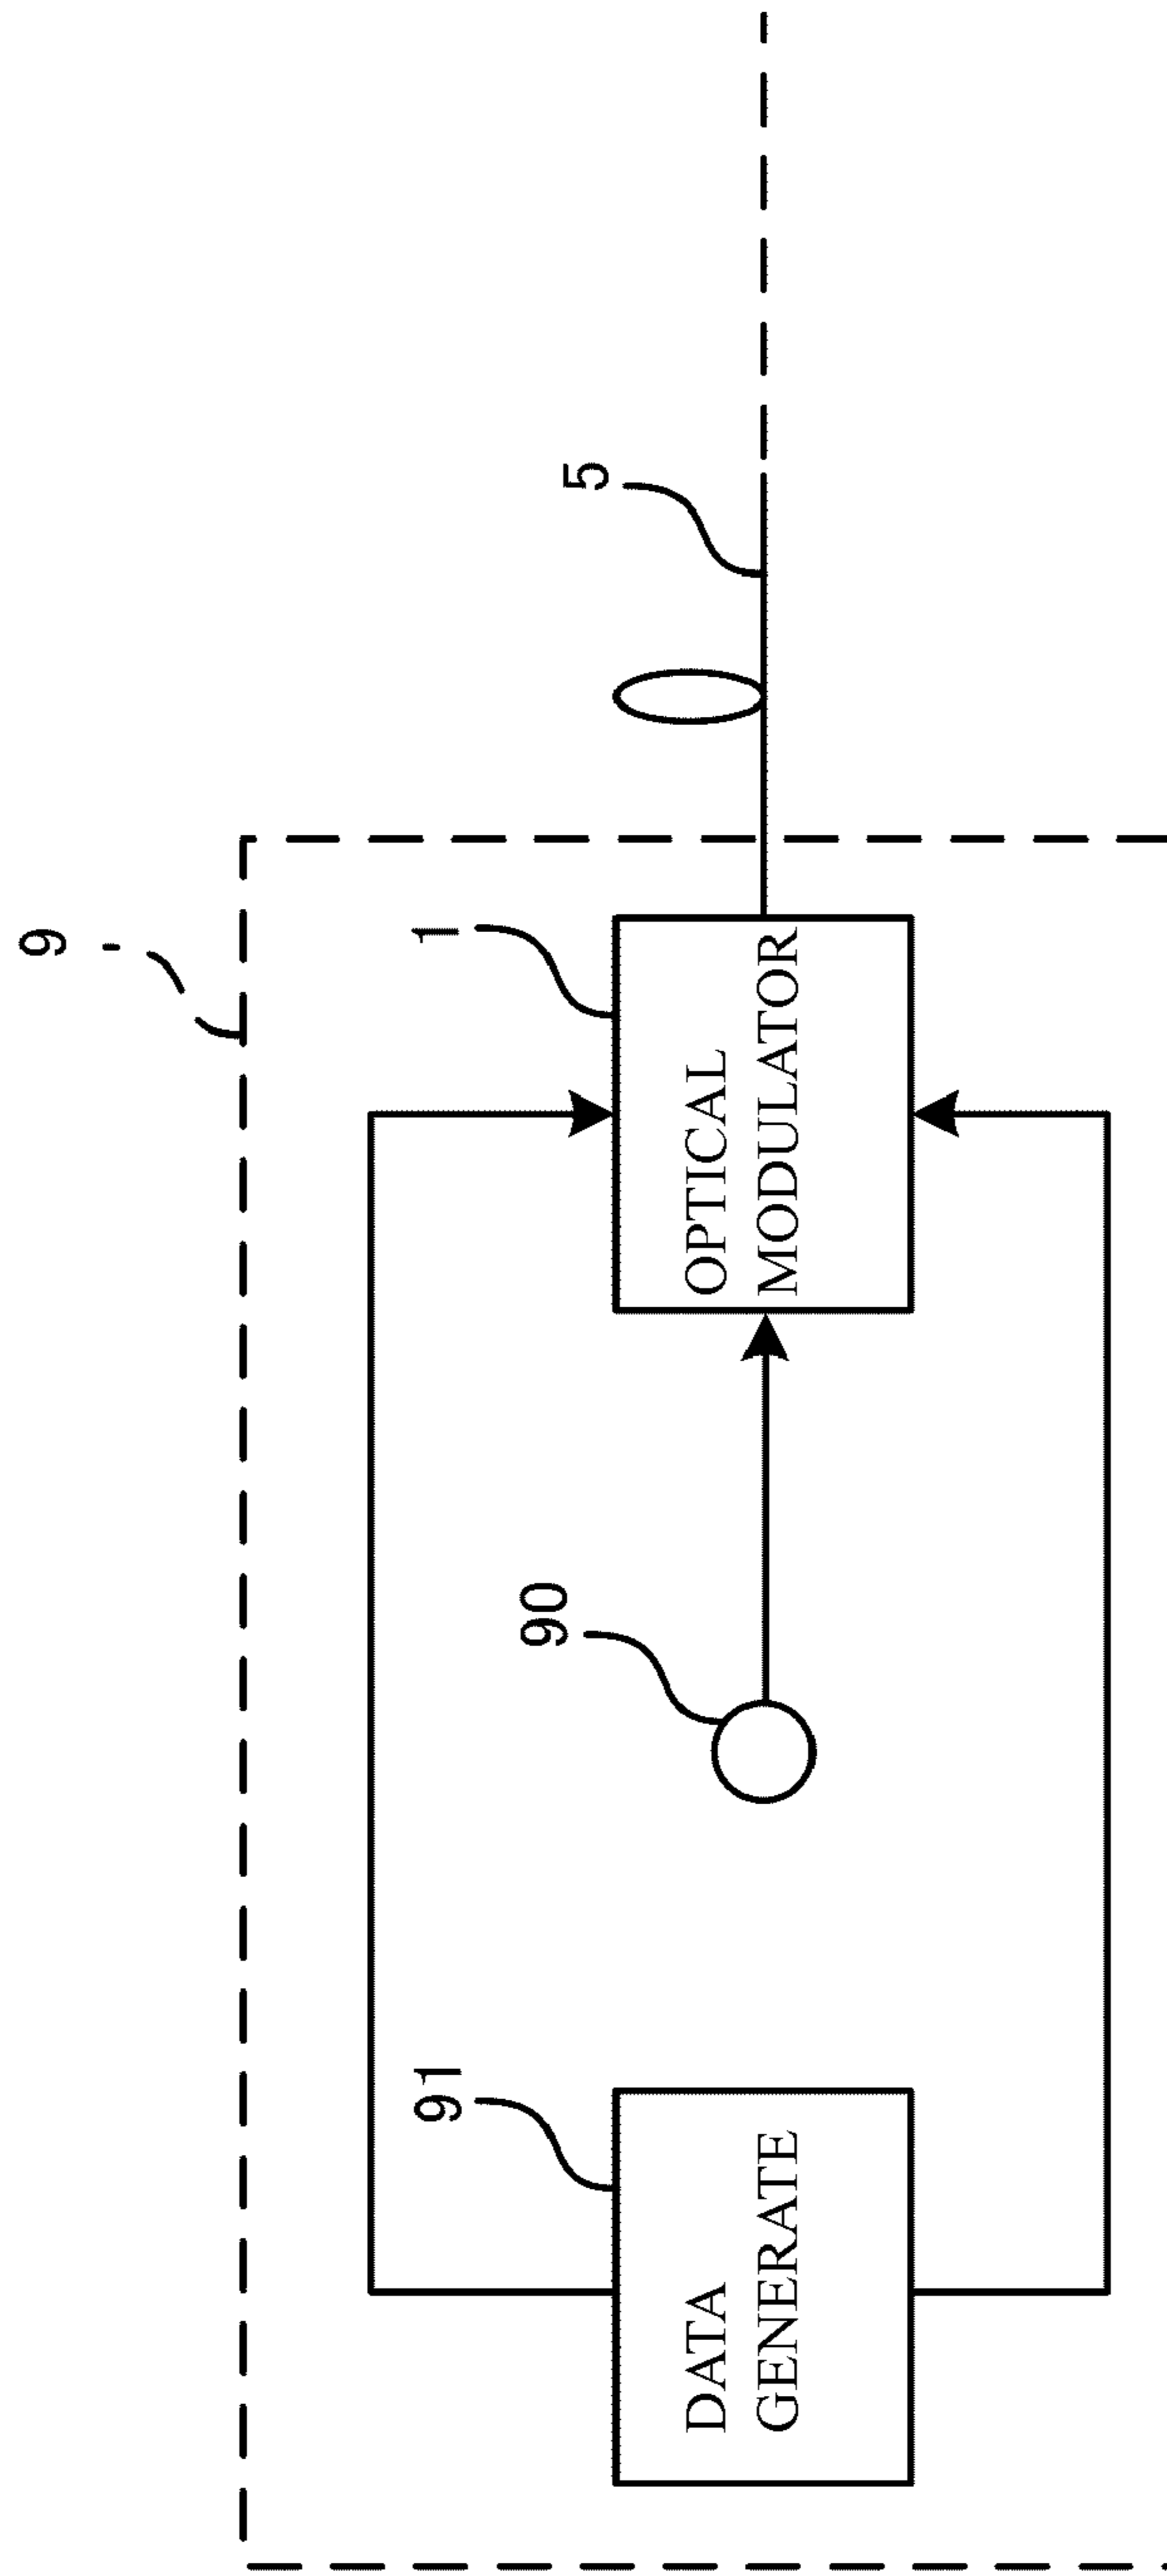 9
1
5
OPTICAL
MODULATOR
90
91
DATA
GENERATE